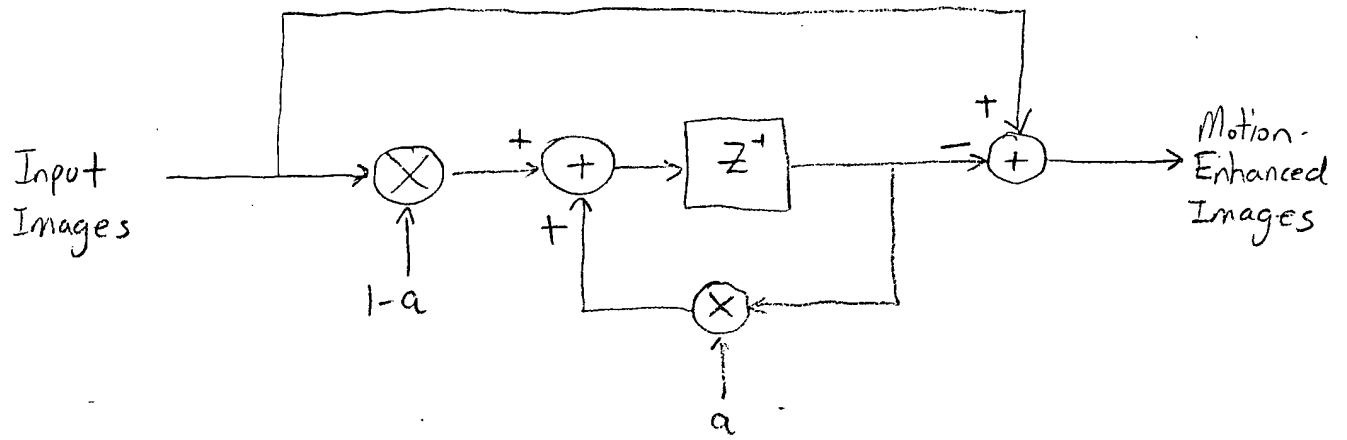 Input
Images
1-a
+
+
+
Z⁻¹
a
−
+
+
Motion-
Enhanced
Images